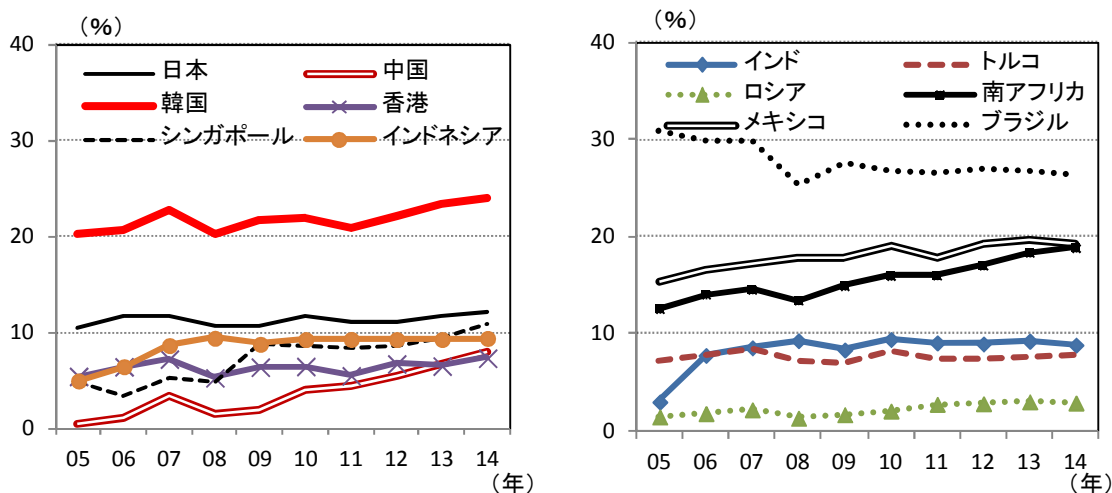 （%）
40
30
20
10
0
日本 中国
韓国 香港
シンガポール インドネシア
05 06 07 08 09 10 11 12 13 14
（年）
（%）
40
30
20
10
0
インド トルコ
ロシア 南アフリカ
メキシコ ブラジル
05 06 07 08 09 10 11 12 13 14
（年）